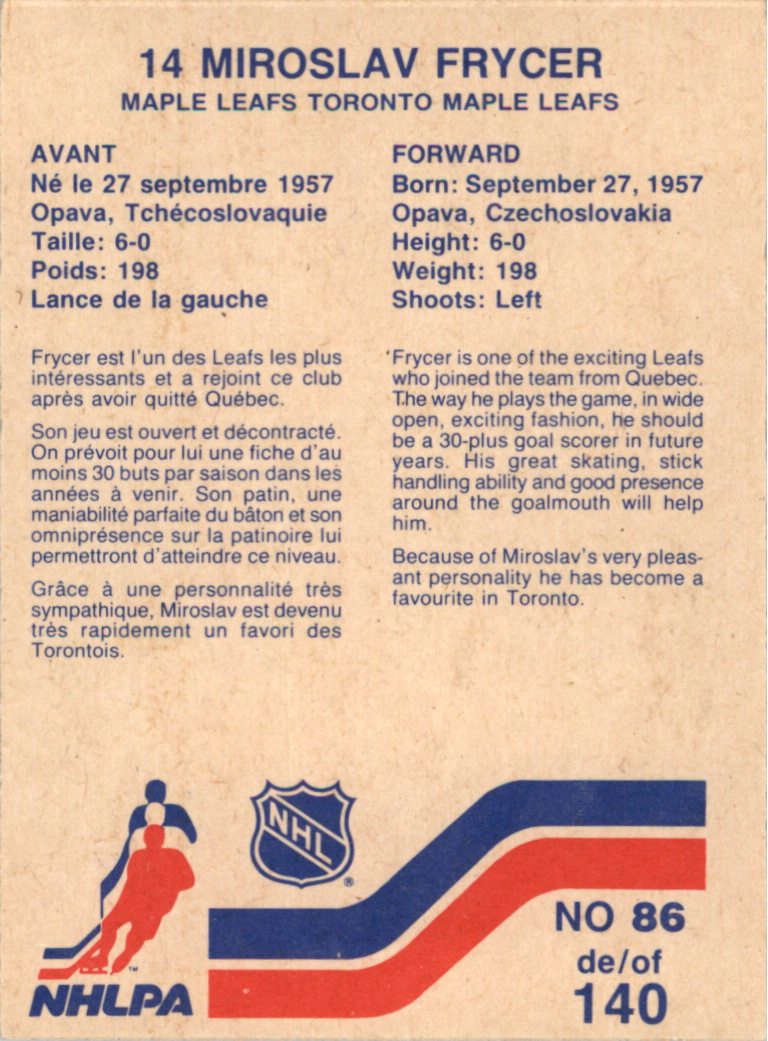 14 MIROSLAV FRYCER
MAPLE LEAFS TORONTO MAPLE LEAFS
AVANT
Né le 27 septembre 1957
Opava, Tchécoslovaquie
Taille: 6-0
Poids: 198
Lance de la gauche
Frycer est l'un des Leafs les plus
intéressants et a rejoint ce club
après avoir quitté Québec.
Son jeu est ouvert et décontracté.
On prévoit pour lui une fiche d'au
moins 30 buts par saison dans les
années à venir. Son patin, une
maniabilité parfaite du bâton et son
omniprésence sur la patinoire lui
permettront d'atteindre ce niveau.
Grâce à une personnalité très
sympathique, Miroslav est devenu
très rapidement un favori des
Torontois.
FORWARD
Born: September 27, 1957
Opava, Czechoslovakia
Height: 6-0
Weight: 198
Shoots: Left
Frycer is one of the exciting Leafs
who joined the team from Quebec.
The way he plays the game, in wide
open, exciting fashion, he should
be a 30-plus goal scorer in future
years. His great skating, stick
handling ability and good presence
around the goalmouth will help
him.
Because of Miroslav's very pleas-
ant personality he has become a
favourite in Toronto.
NHL
®
™
NHLPA
NO 86
de/of
140